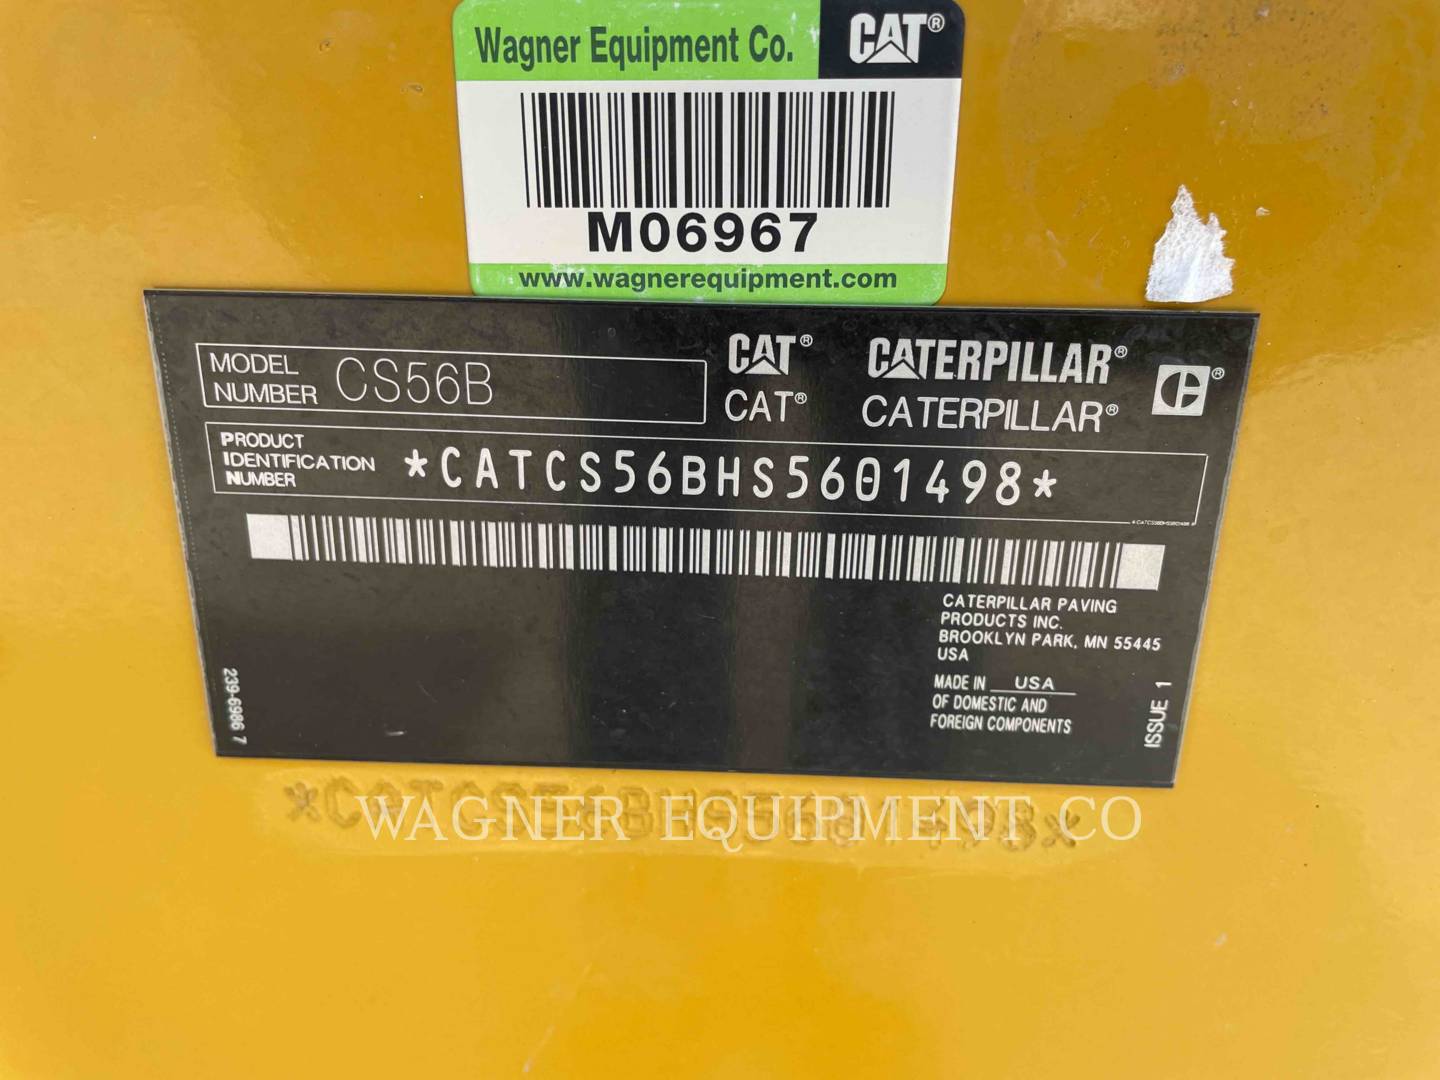 Wagner Equipment Co. CAT®
M06967
www.wagnerequipment.com
MODEL NUMBER CS56B
CAT® CATERPILLAR®
CAT® CATERPILLAR®
PRODUCT
IDENTIFICATION
NUMBER
*CATCS56BHS5601498*
*CATCS56BHS5601498*
CATERPILLAR PAVING
PRODUCTS INC.
BROOKLYN PARK, MN 55445
USA
MADE IN USA
OF DOMESTIC AND
FOREIGN COMPONENTS
239-6986 7
ISSUE 1
*CATCS56BHS5601498*
WAGNER EQUIPMENT CO